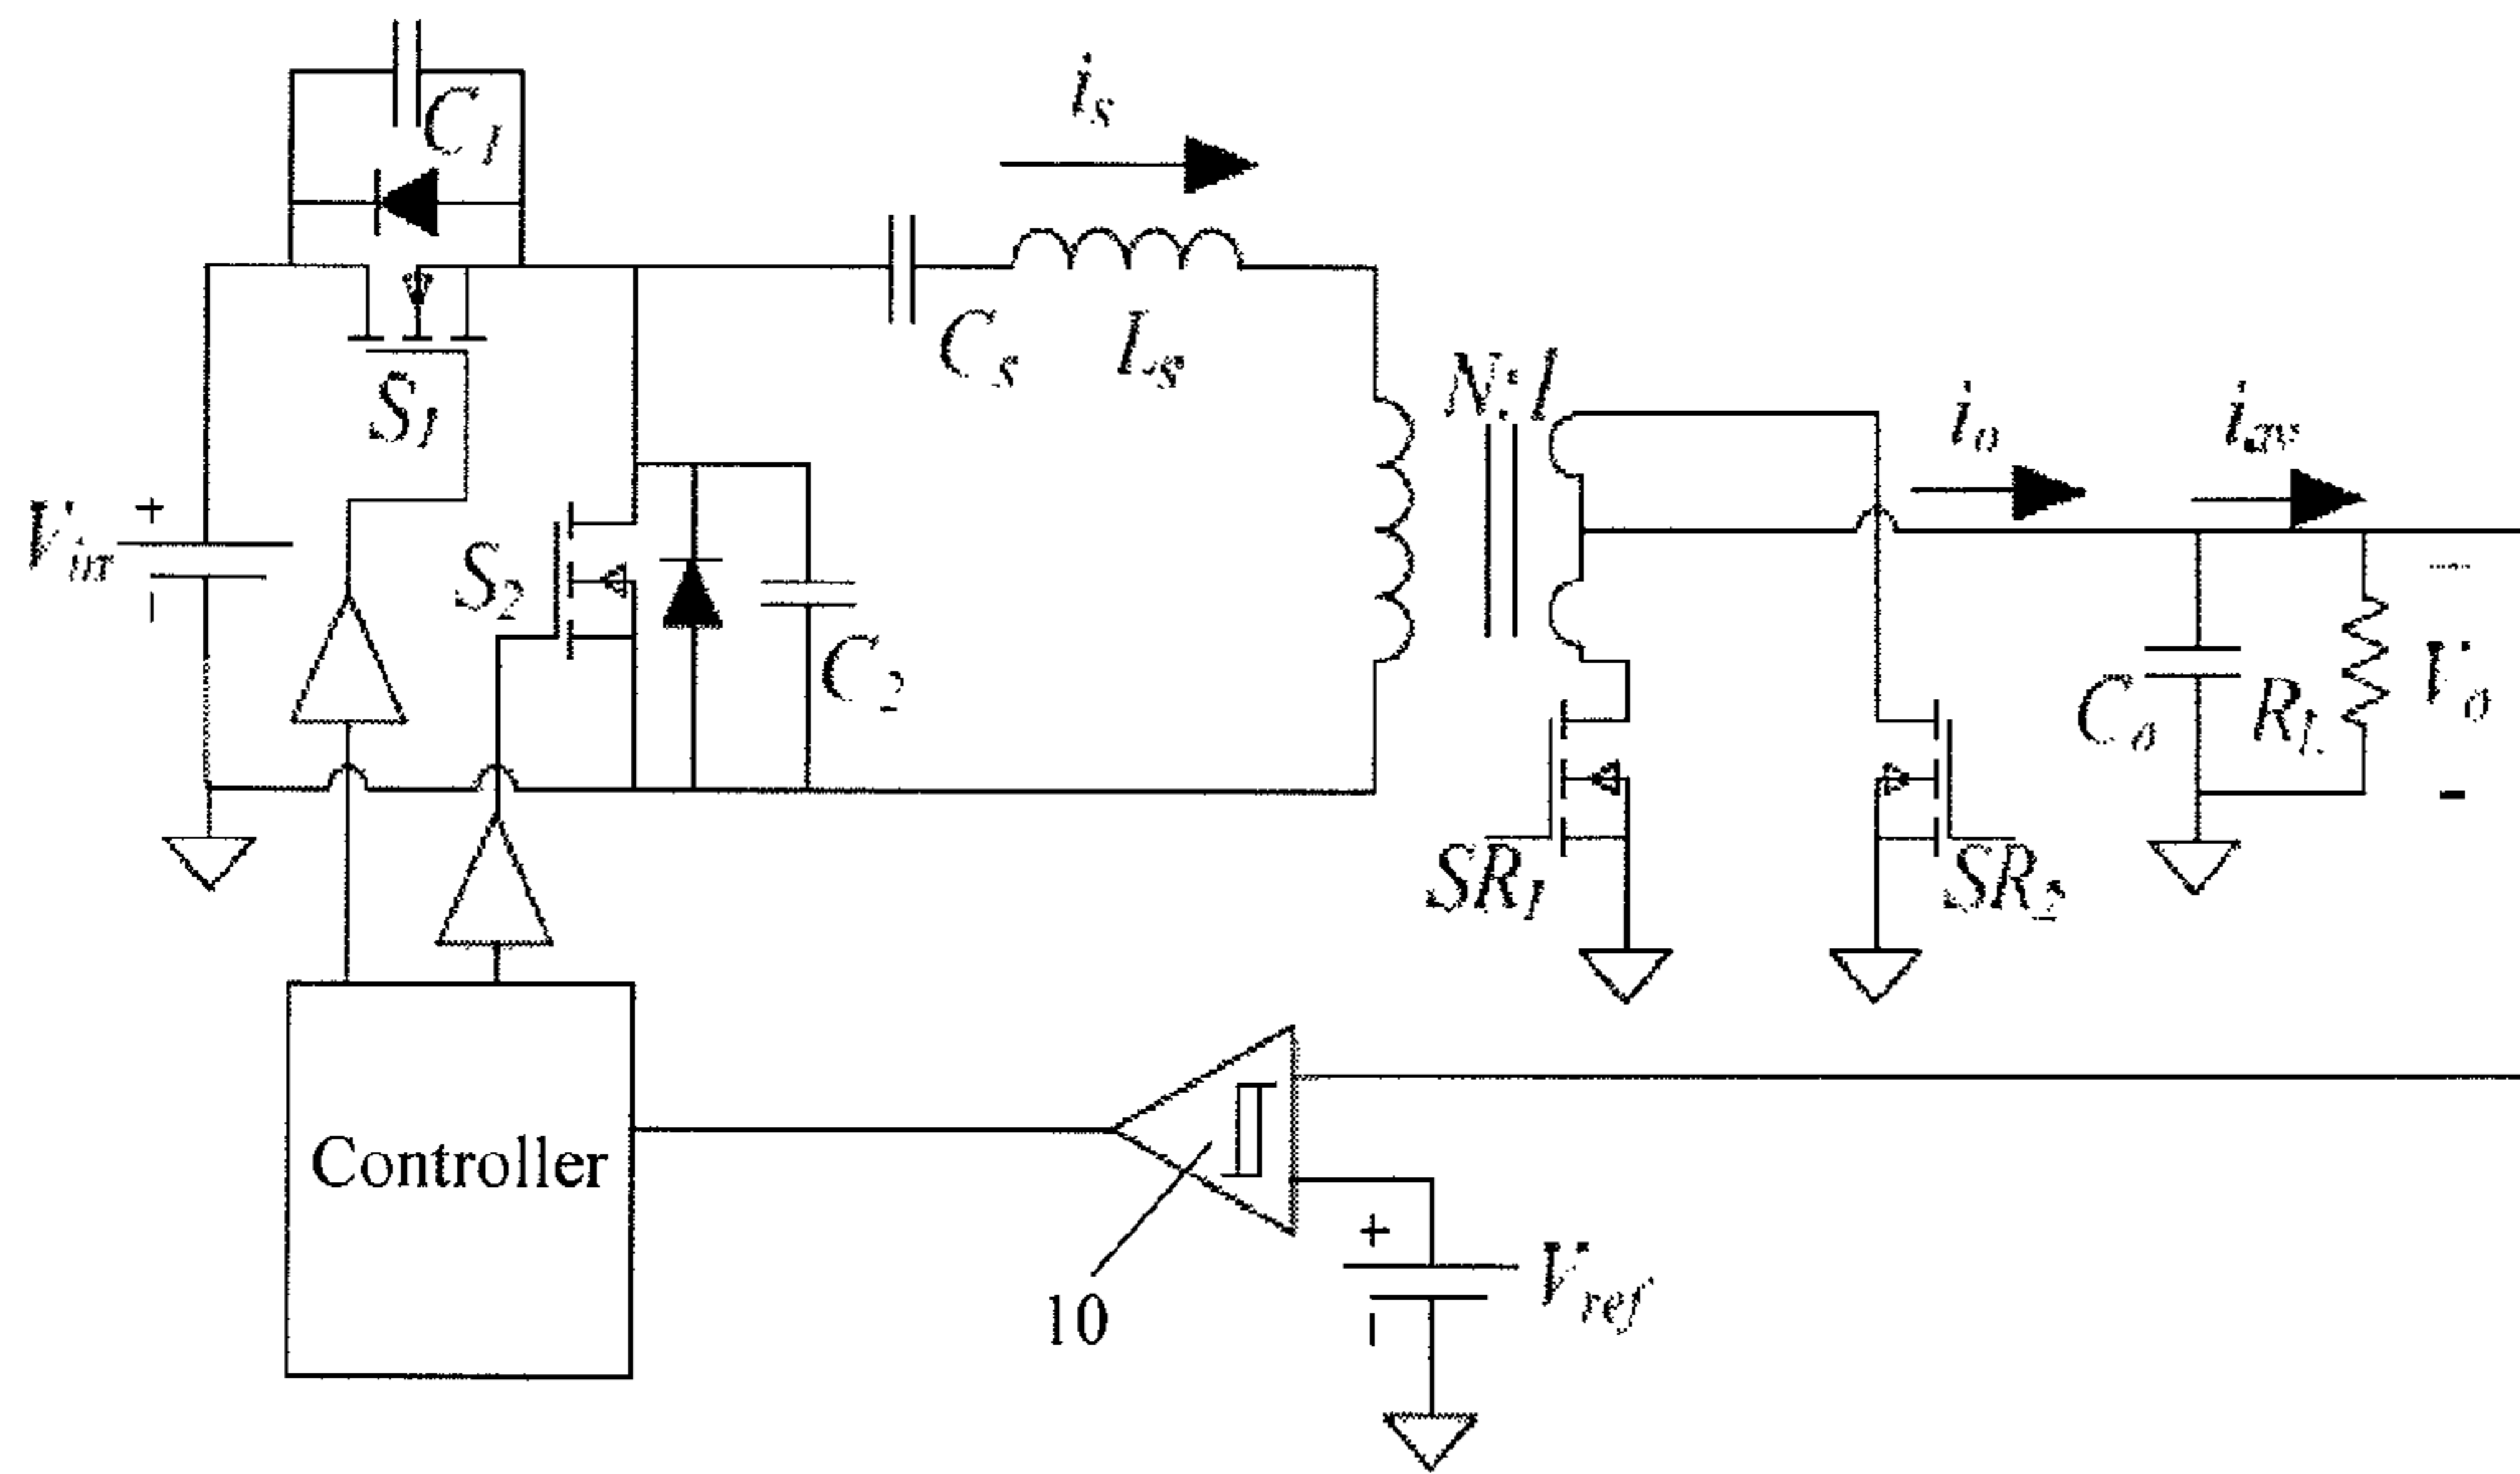 C1
is
Cs
Ls
N:1
S1
io
iav
+
Vin
−
S2
C2
Co
RL
Vo
-
SR1
SR2
Controller
10
+
Vref
−